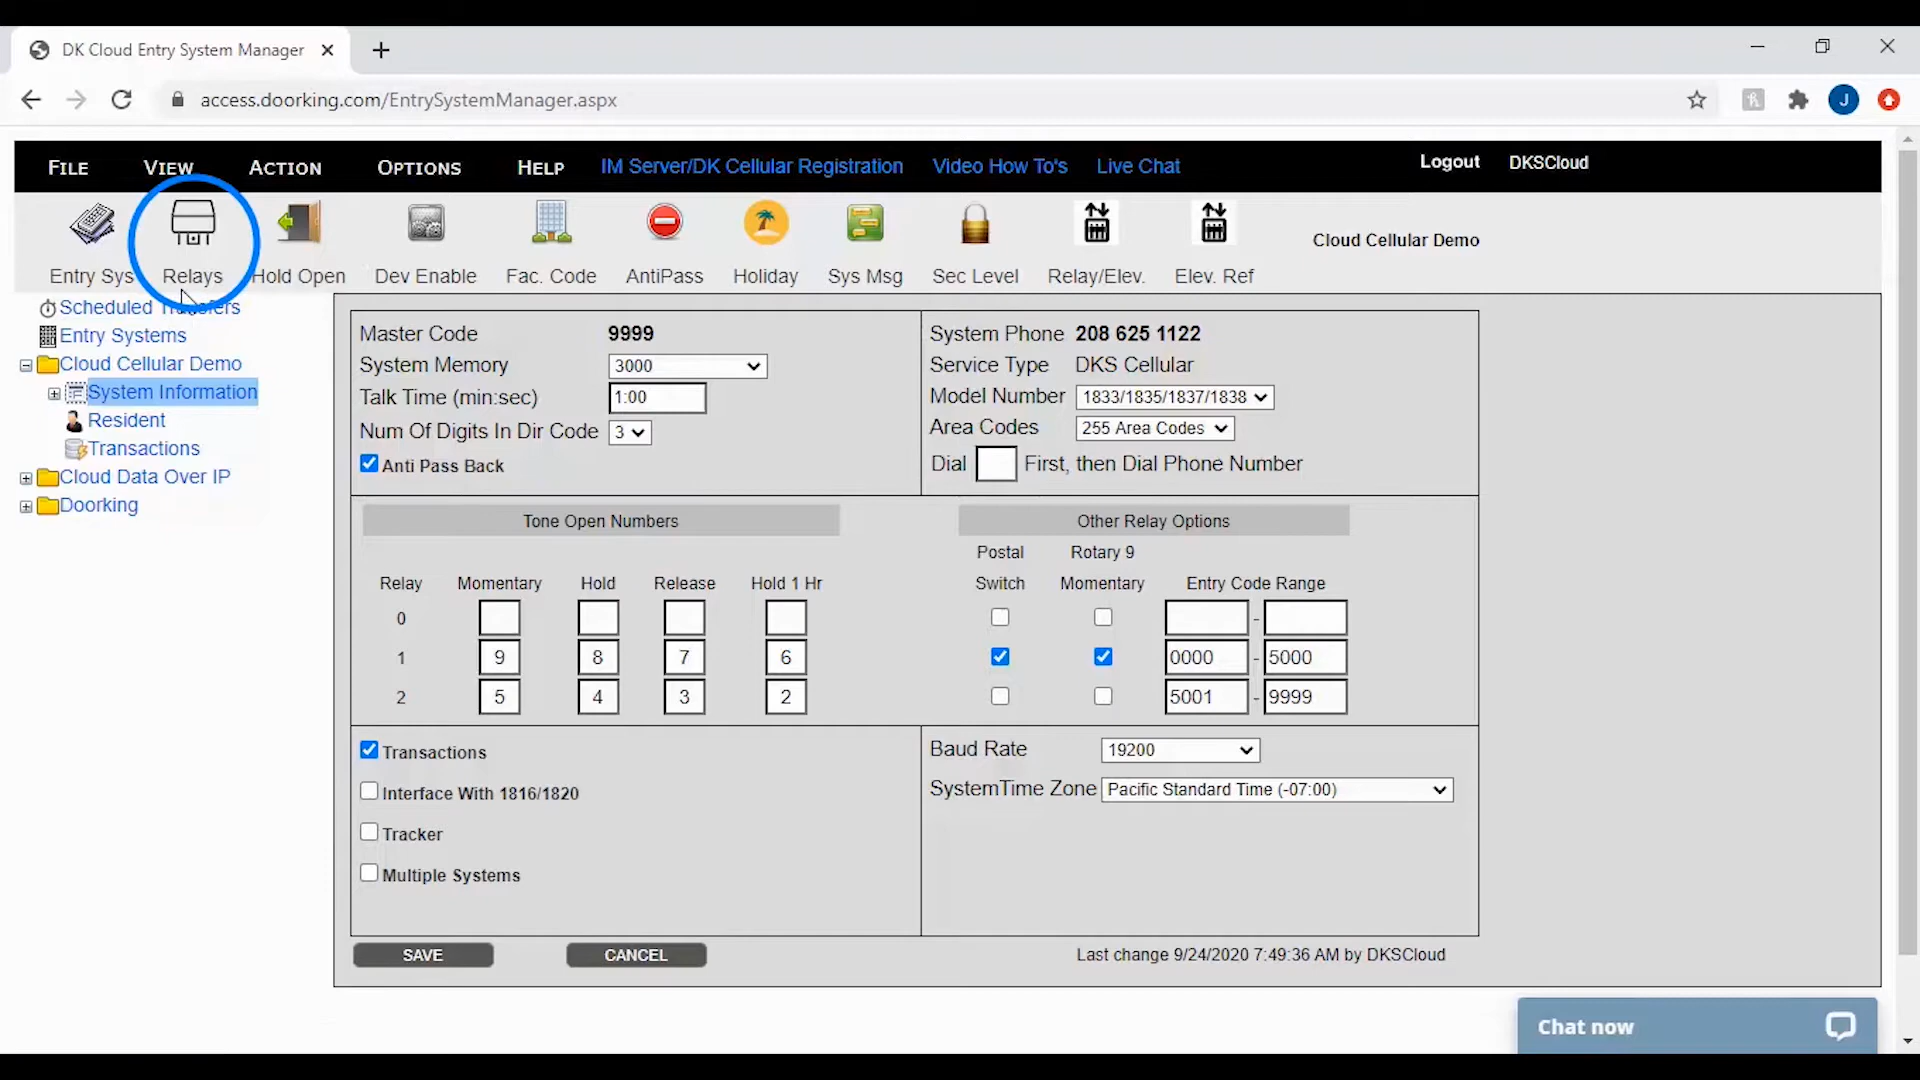 DK Cloud Entry System Manager
access.doorking.com/EntrySystemManager.aspx
J
FILE VIEW ACTION OPTIONS HELP IM Server/DK Cellular Registration Video How To's Live Chat Logout DKSCloud
Entry Sys Relays Hold Open Dev Enable Fac. Code AntiPass Holiday Sys Msg Sec Level Relay/Elev. Elev. Ref
Cloud Cellular Demo
Scheduled Transfers
Entry Systems
Cloud Cellular Demo
System Information
Resident
Transactions
Cloud Data Over IP
Doorking
Master Code 9999
System Memory 3000
Talk Time (min:sec) 1:00
Num Of Digits In Dir Code 3
Anti Pass Back
System Phone 208 625 1122
Service Type DKS Cellular
Model Number 1833/1835/1837/1838
Area Codes 255 Area Codes
Dial First, then Dial Phone Number
Tone Open Numbers
Relay Momentary Hold Release Hold 1 Hr
0
1 9 8 7 6
2 5 4 3 2
Other Relay Options
Postal Rotary 9
Switch Momentary Entry Code Range
-
0000 - 5000
5001 - 9999
Transactions
Interface With 1816/1820
Tracker
Multiple Systems
Baud Rate 19200
SystemTime Zone Pacific Standard Time (-07:00)
SAVE CANCEL
Last change 9/24/2020 7:49:36 AM by DKSCloud
Chat now